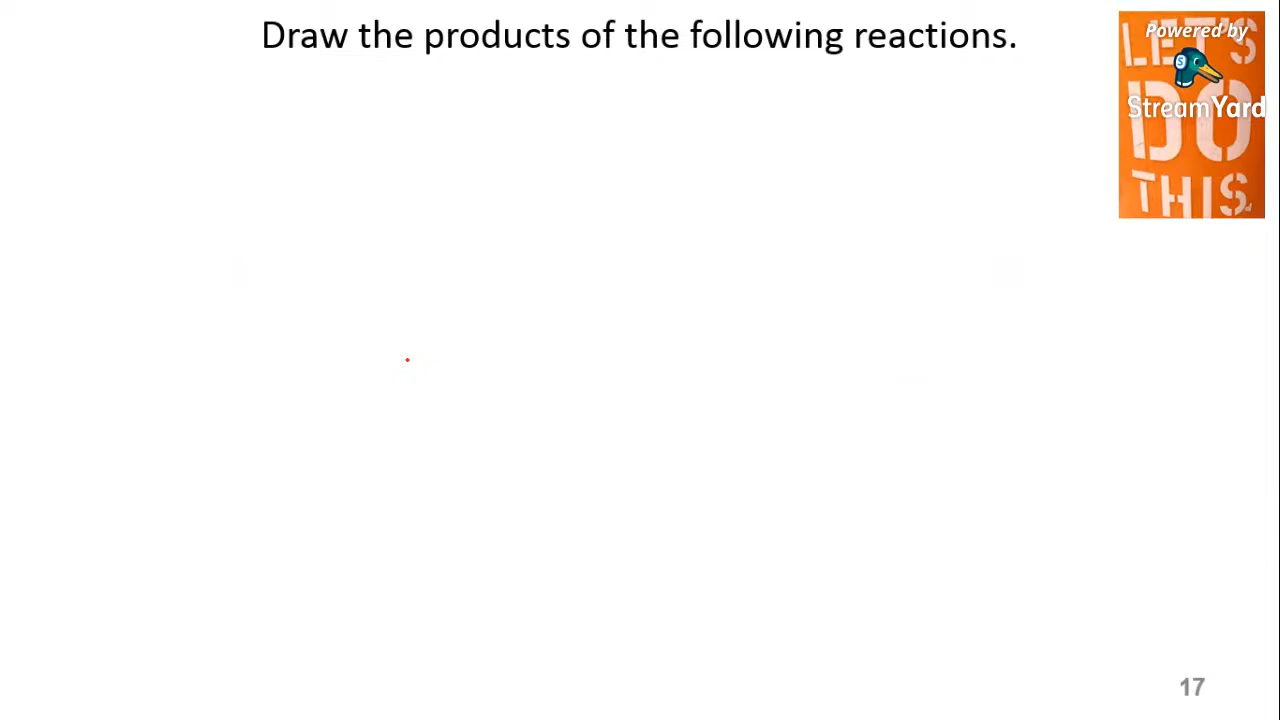 Draw the products of the following reactions.
LET'S
Powered by
S
StreamYard
DO
THIS
17